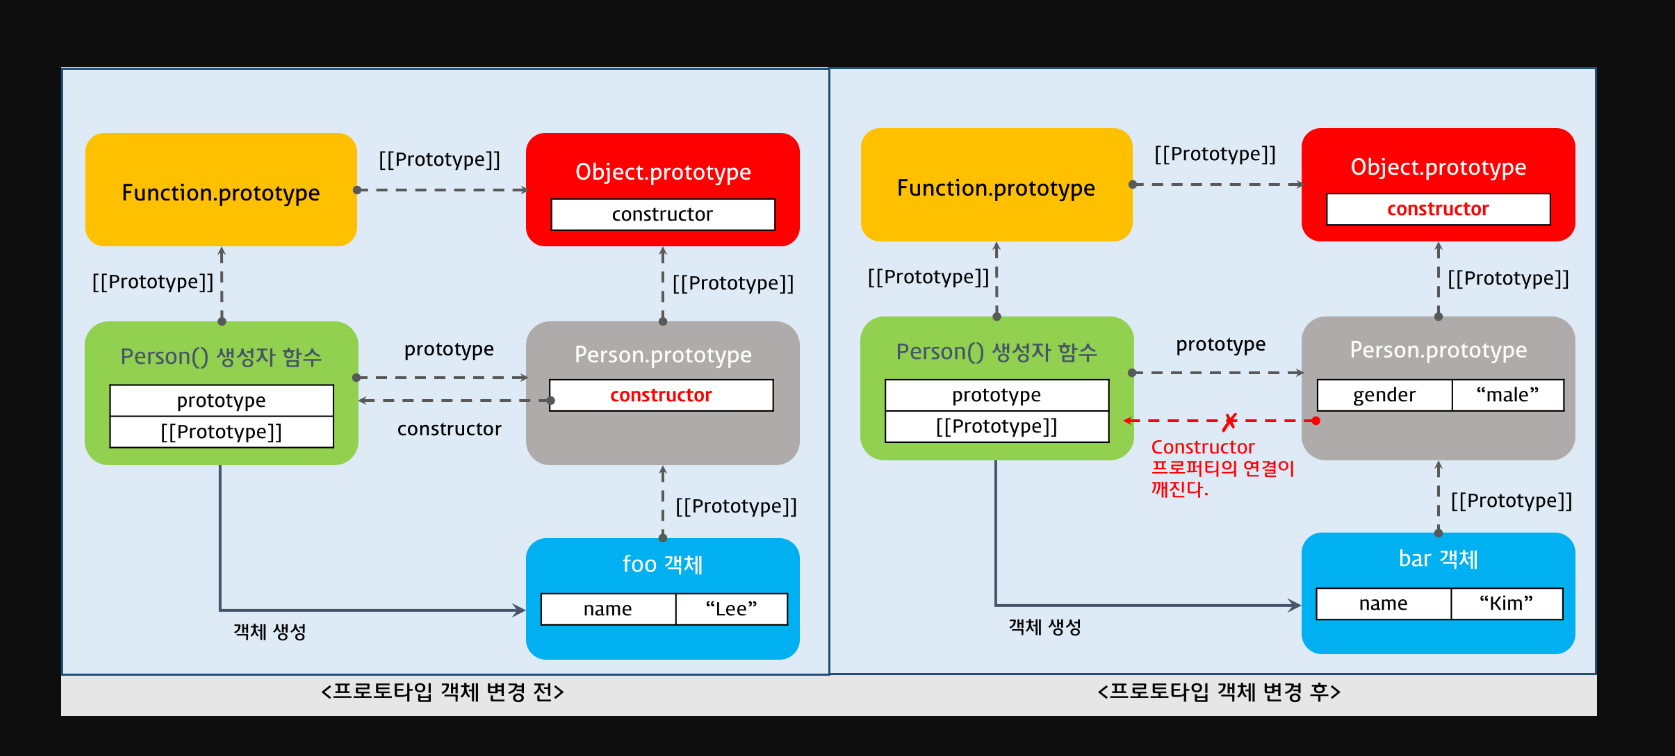 Function.prototype
[[Prototype]]
Object.prototype
constructor
[[Prototype]]
[[Prototype]]
Person() 생성자 함수
prototype
[[Prototype]]
prototype
constructor
Person.prototype
constructor
[[Prototype]]
foo 객체
name
“Lee”
객체 생성
<프로토타입 객체 변경 전>
Function.prototype
[[Prototype]]
Object.prototype
constructor
[[Prototype]]
[[Prototype]]
Person() 생성자 함수
prototype
[[Prototype]]
prototype
Person.prototype
gender
“male”
Constructor
프로퍼티의 연결이
깨진다.
[[Prototype]]
bar 객체
name
“Kim”
객체 생성
<프로토타입 객체 변경 후>